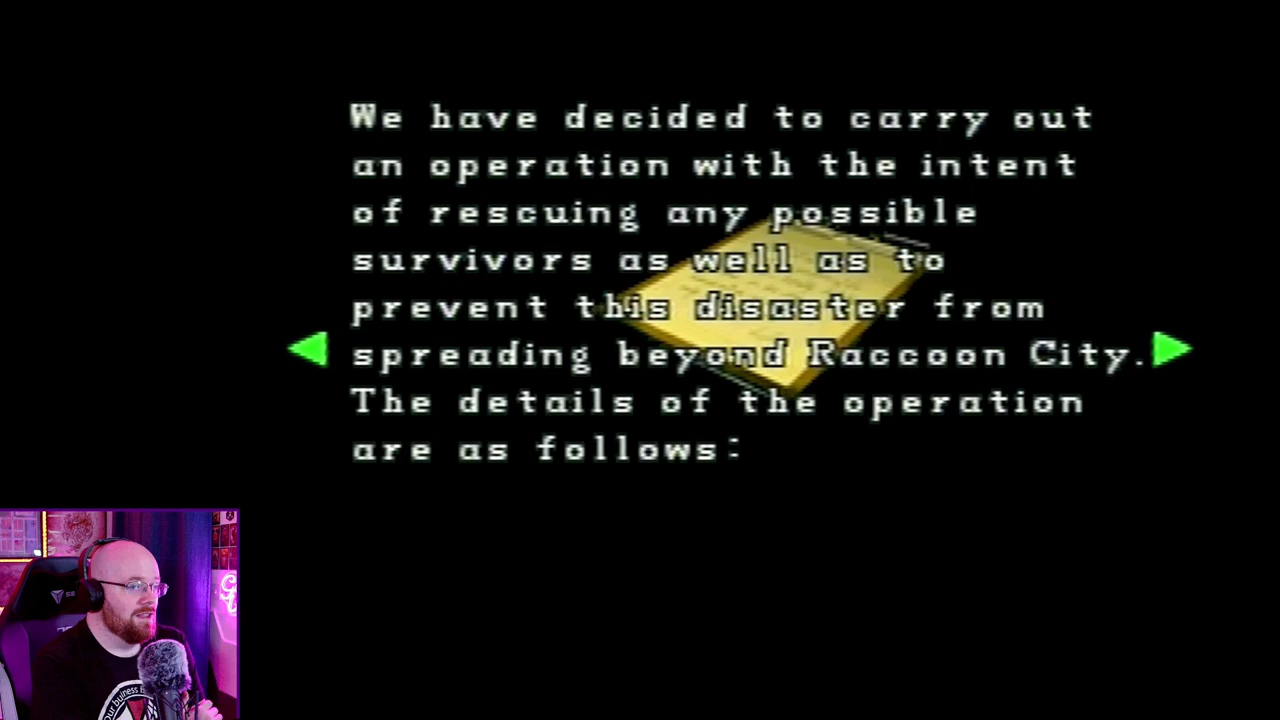 We have decided to carry out
an operation with the intent
of rescuing any possible
survivors as well as to
prevent this disaster from
spreading beyond Raccoon City.
The details of the operation
are as follows: